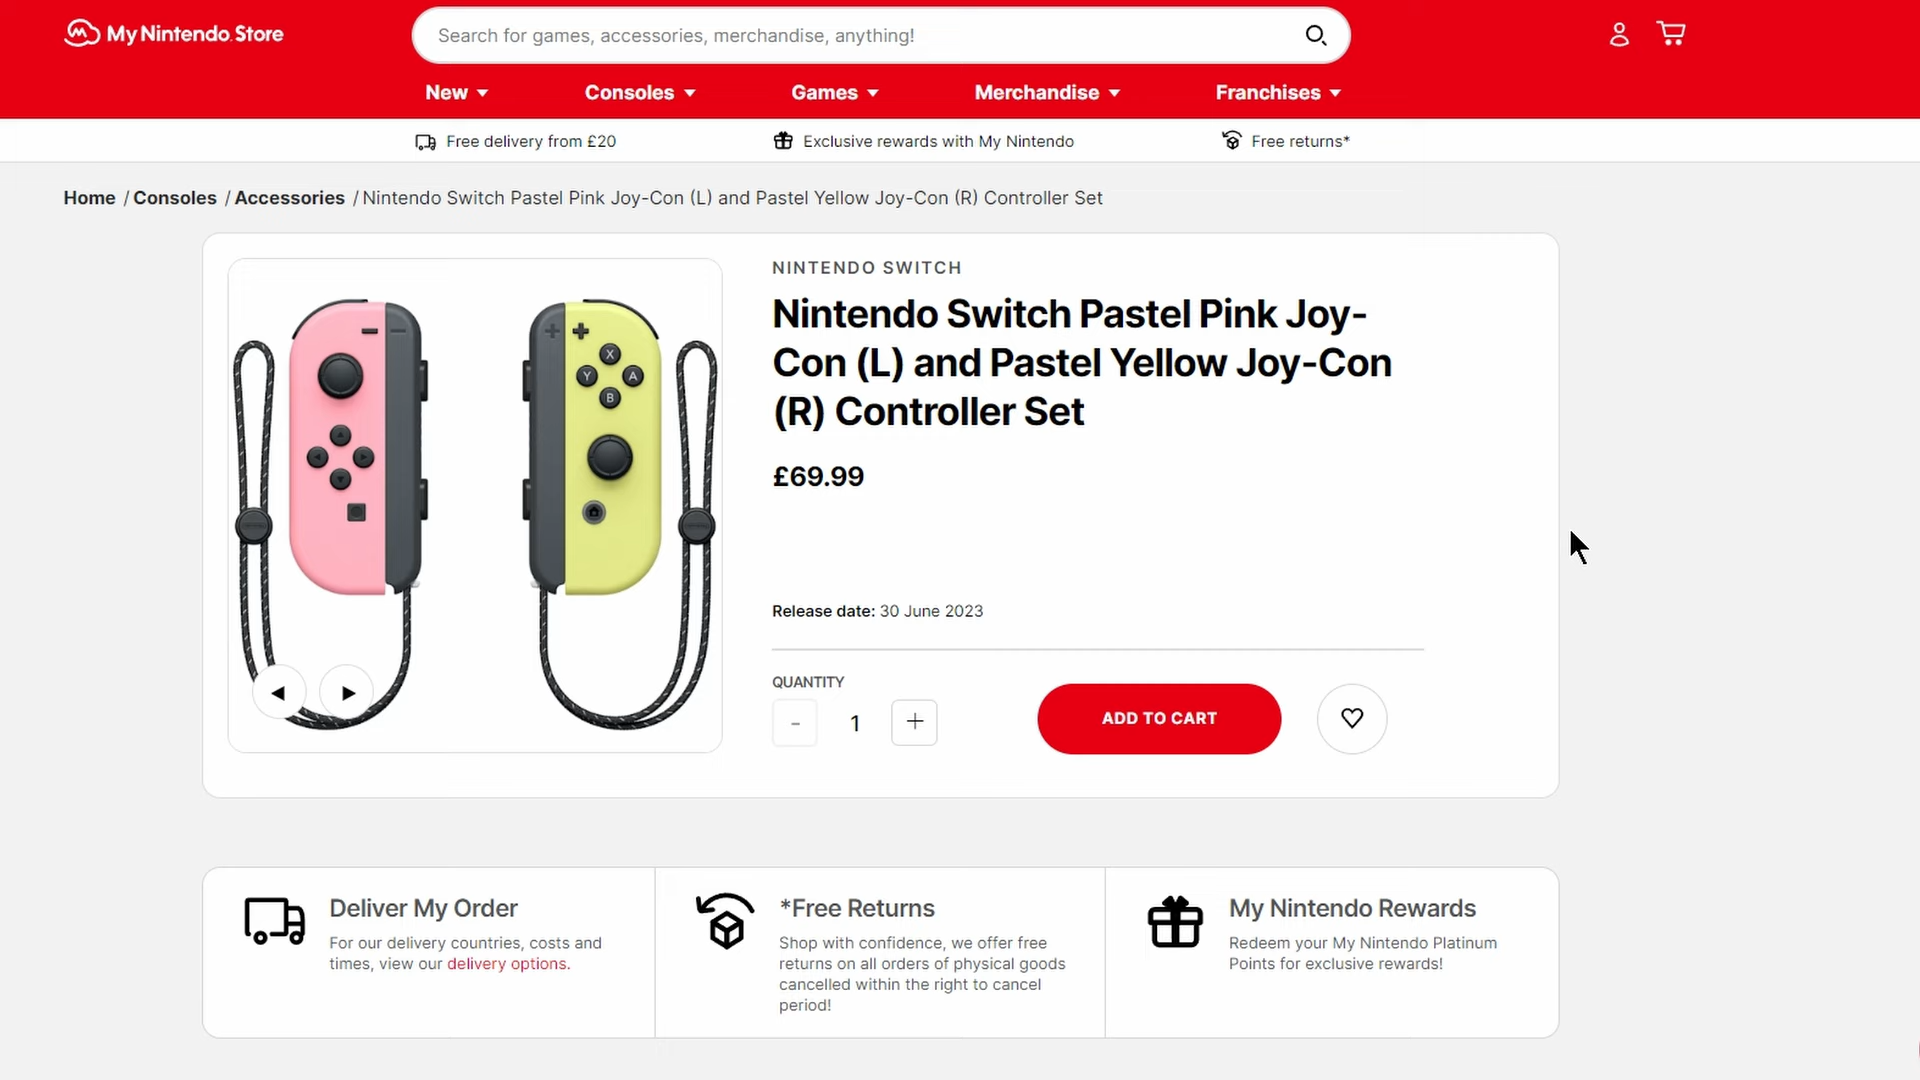 My Nintendo Store
Search for games, accessories, merchandise, anything!
New
Consoles
Games
Merchandise
Franchises
Free delivery from £20
Exclusive rewards with My Nintendo
Free returns*
Home / Consoles / Accessories / Nintendo Switch Pastel Pink Joy-Con (L) and Pastel Yellow Joy-Con (R) Controller Set
X
Y
A
B
NINTENDO SWITCH
Nintendo Switch Pastel Pink Joy-
Con (L) and Pastel Yellow Joy-Con
(R) Controller Set
£69.99
Release date: 30 June 2023
QUANTITY
- 1 +
ADD TO CART
Deliver My Order
For our delivery countries, costs and
times, view our delivery options.
*Free Returns
Shop with confidence, we offer free
returns on all orders of physical goods
cancelled within the right to cancel
period!
My Nintendo Rewards
Redeem your My Nintendo Platinum
Points for exclusive rewards!